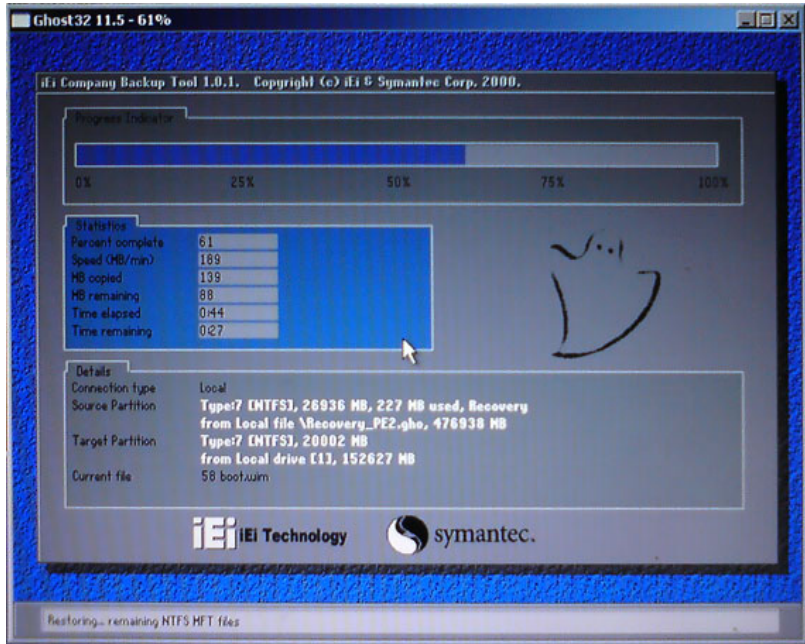 Ghost32 11.5 - 61%
iEi Company Backup Tool 1.0.1. Copyright (c) iEi & Symantec Corp. 2000.
Progress Indicator
0% 25% 50% 75% 100%
Statistics
Percent complete 61
Speed (MB/min) 189
MB copied 139
MB remaining 88
Time elapsed 0:44
Time remaining 0:27
Details
Connection type Local
Source Partition Type:7 [NTFS], 26936 MB, 227 MB used, Recovery
from Local file \Recovery_PE2.gho, 476938 MB
Target Partition Type:7 [NTFS], 20002 MB
from Local drive [1], 152627 MB
Current file 58 boot.wim
iEi iEi Technology symantec.
Restoring... remaining NTFS MFT files